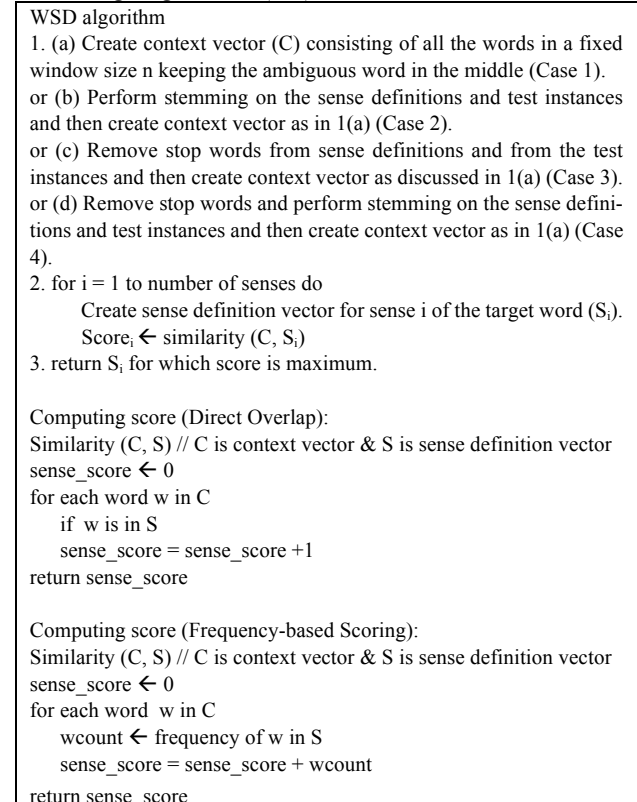 WSD algorithm
1. (a) Create context vector (C) consisting of all the words in a fixed
window size n keeping the ambiguous word in the middle (Case 1).
or (b) Perform stemming on the sense definitions and test instances
and then create context vector as in 1(a) (Case 2).
or (c) Remove stop words from sense definitions and from the test
instances and then create context vector as discussed in 1(a) (Case 3).
or (d) Remove stop words and perform stemming on the sense defini-
tions and test instances and then create context vector as in 1(a) (Case
4).
2. for i = 1 to number of senses do
Create sense definition vector for sense i of the target word (Si).
Scorei ← similarity (C, Si)
3. return Si for which score is maximum.
Computing score (Direct Overlap):
Similarity (C, S) // C is context vector & S is sense definition vector
sense_score ← 0
for each word w in C
if w is in S
sense_score = sense_score +1
return sense_score
Computing score (Frequency-based Scoring):
Similarity (C, S) // C is context vector & S is sense definition vector
sense_score ← 0
for each word w in C
wcount ← frequency of w in S
sense_score = sense_score + wcount
return sense_score